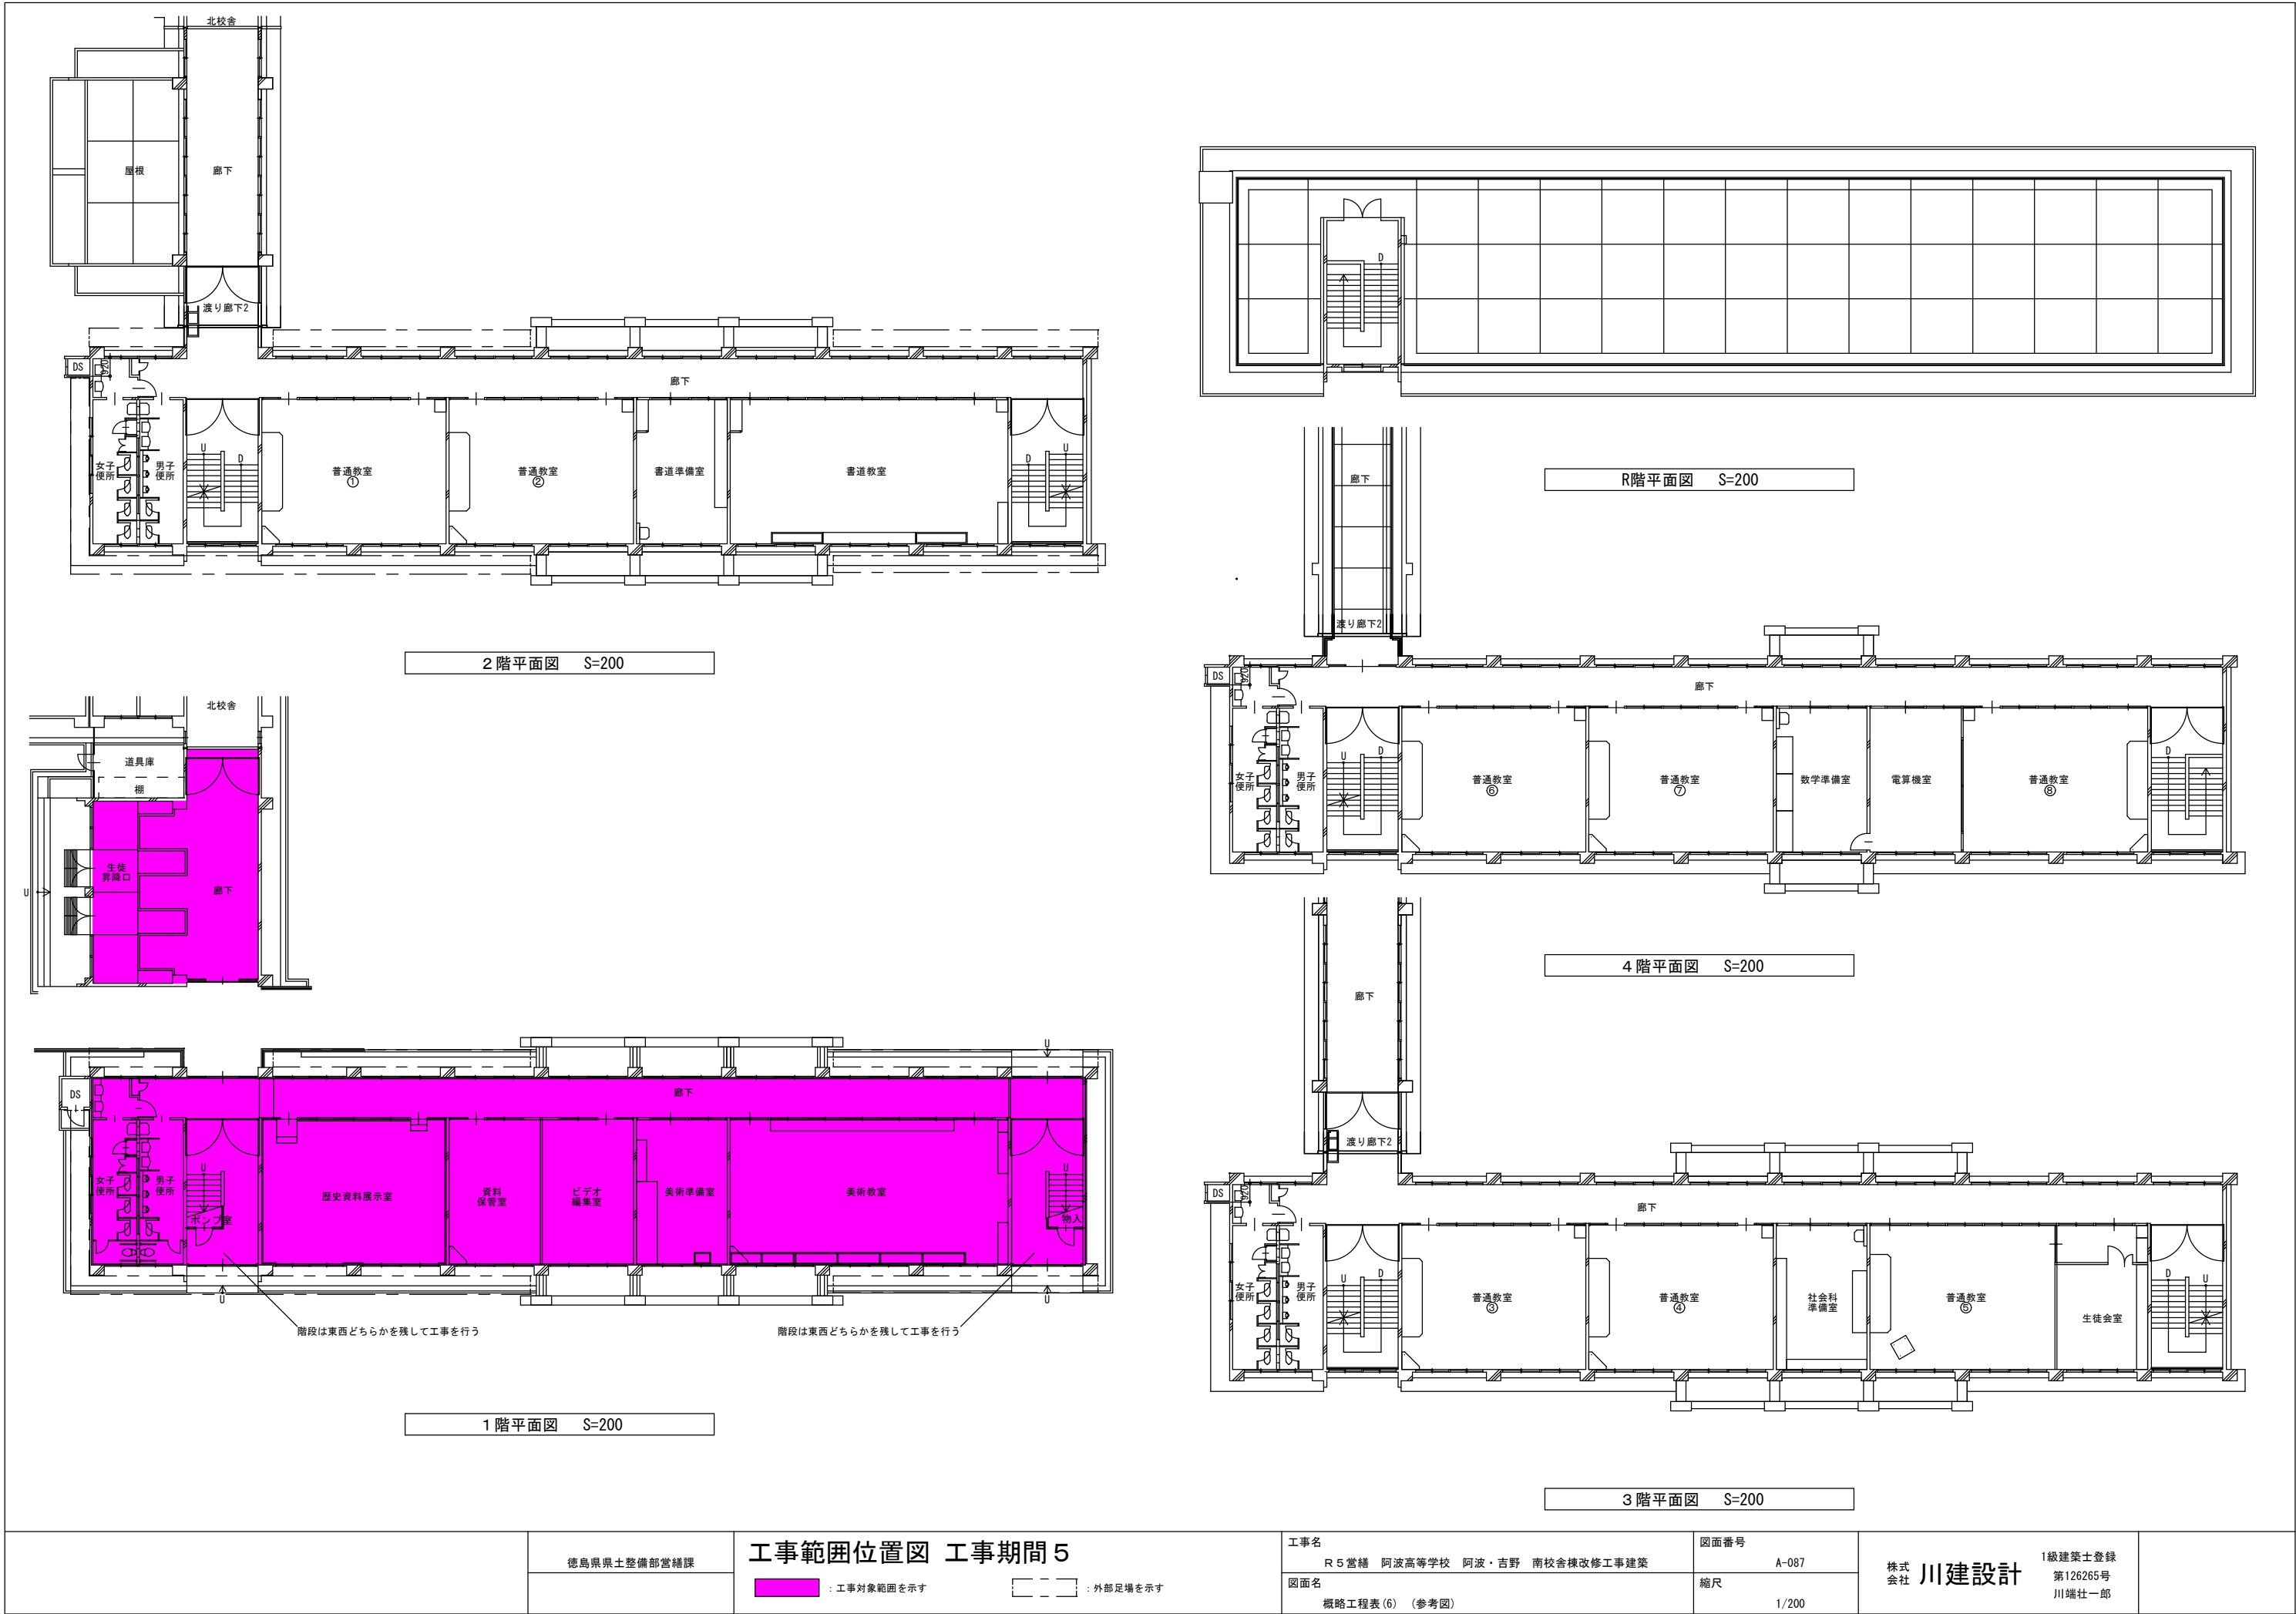 北校舎
屋根
廊下
渡り廊下2
DS
920
廊下
女子
便所
男子
便所
U
D
普通教室
①
普通教室
②
書道準備室
書道教室
D
U
2階平面図 S=200
北校舎
道具庫
棚
生徒
昇降口
廊下
U
DS
廊下
U
女子
便所
男子
便所
U
ポンプ室
歴史資料展示室
資料
保管室
ビデオ
編集室
美術準備室
美術教室
U
物入
U
U
階段は東西どちらかを残して工事を行う
階段は東西どちらかを残して工事を行う
1階平面図 S=200
D
R階平面図 S=200
廊下
渡り廊下2
DS
920
廊下
女子
便所
男子
便所
U
D
普通教室
⑥
普通教室
⑦
数学準備室
電算機室
普通教室
⑧
D
4階平面図 S=200
廊下
渡り廊下2
DS
920
廊下
女子
便所
男子
便所
U
D
普通教室
③
普通教室
④
社会科
準備室
普通教室
⑤
生徒会室
D
U
3階平面図 S=200
徳島県県土整備部営繕課
工事範囲位置図 工事期間5
：工事対象範囲を示す
：外部足場を示す
工事名
R5営繕 阿波高等学校 阿波・吉野 南校舎棟改修工事建築
図面名
概略工程表(6) (参考図)
図面番号
A-087
縮尺
1/200
株式
会社
川建設計
1級建築士登録
第126265号
川端壮一郎